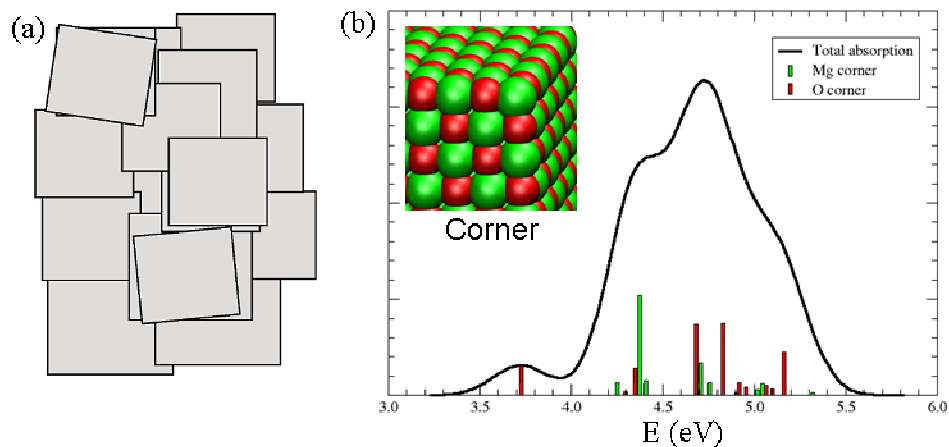 (a)
(b)
Total absorption
Mg corner
O corner
Corner
3.0 3.5 4.0 4.5 5.0 5.5 6.0
E (eV)